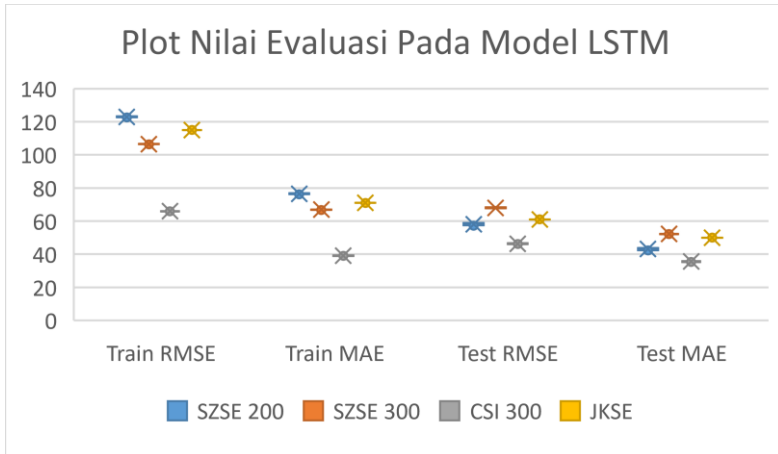 Plot Nilai Evaluasi Pada Model LSTM
140
120
100
80
60
40
20
0
Train RMSE Train MAE Test RMSE Test MAE
SZSE 200 SZSE 300 CSI 300 JKSE